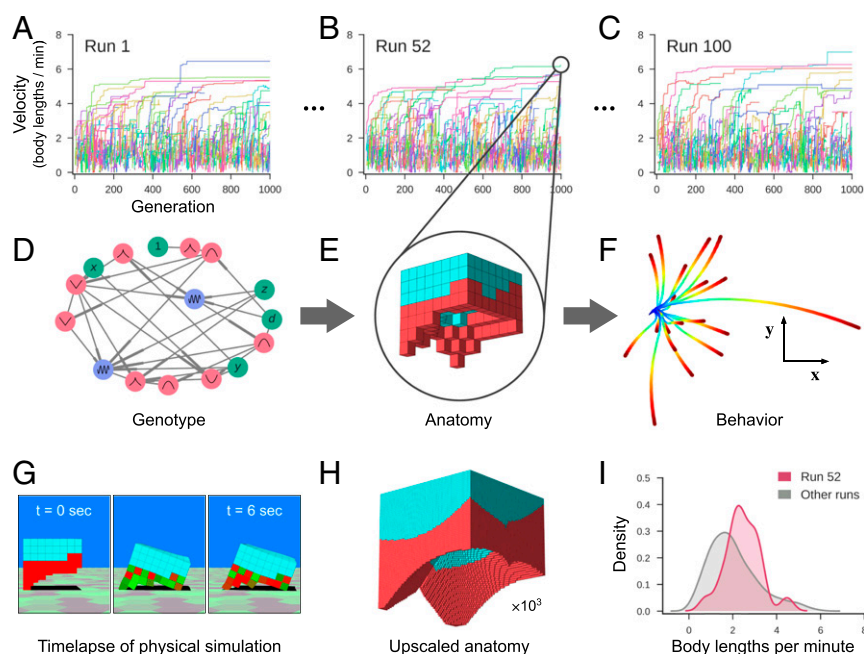 A
B
C
Run 1
Run 52
Run 100
Velocity
(body lengths / min)
8
6
4
2
0
0 200 400 600 800 1000
Generation
...
8
6
4
2
0
0 200 400 600 800 1000
...
8
6
4
2
0
0 200 400 600 800 1000
D
E
F
1
x
z
d
y
y
x
Genotype
Anatomy
Behavior
G
H
I
t = 0 sec
t = 6 sec
×10³
Run 52
Other runs
Density
0.5
0.4
0.3
0.2
0.1
0.0
0 2 4 6 8
Timelapse of physical simulation
Upscaled anatomy
Body lengths per minute